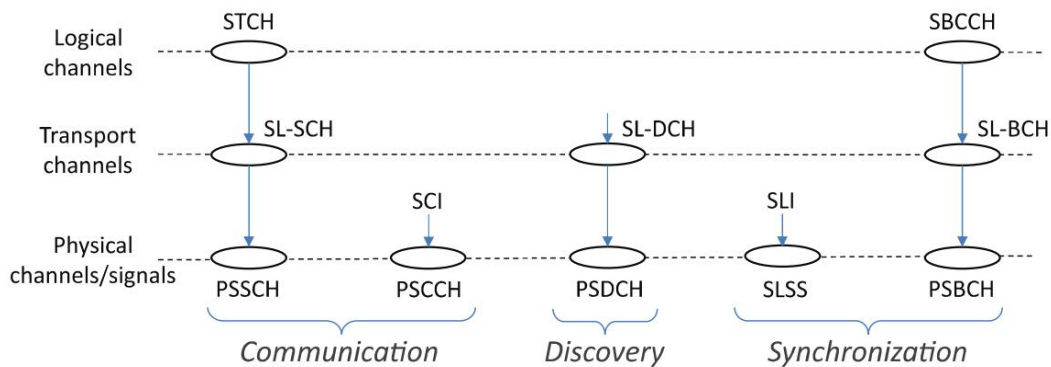 STCH
SBCCH
Logical
channels
SL-SCH
SL-DCH
SL-BCH
Transport
channels
SCI
SLI
Physical
channels/signals
PSSCH
PSCCH
PSDCH
SLSS
PSBCH
Communication
Discovery
Synchronization